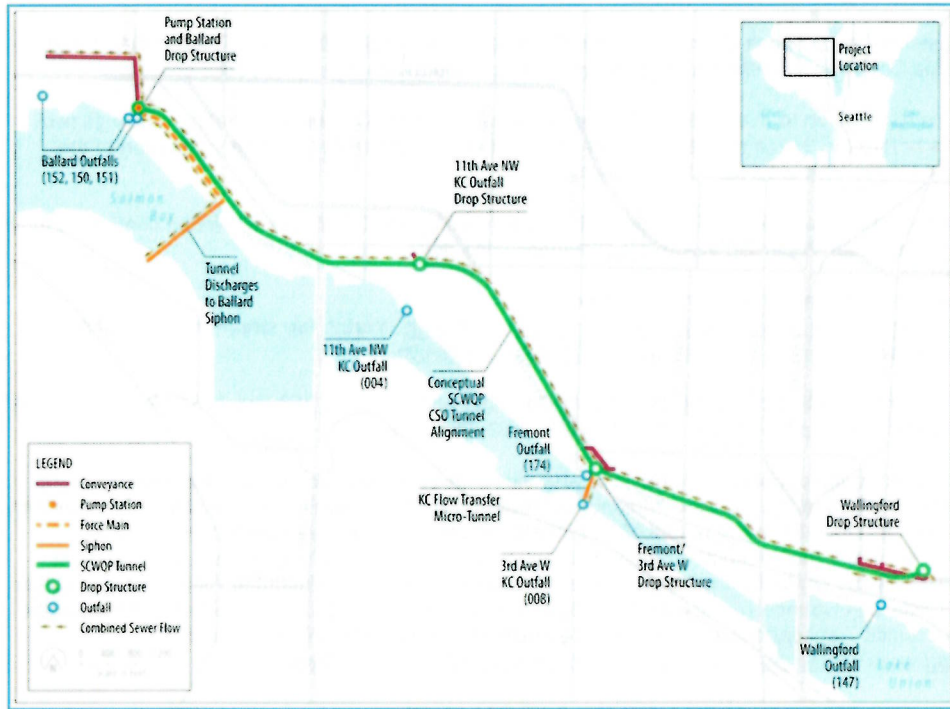 Pump Station
and Ballard
Drop Structure
Project
Location
Seattle
Ballard Outfalls
(152, 150, 151)
Salmon
Bay
11th Ave NW
KC Outfall
Drop Structure
Tunnel
Discharges
to Ballard
Siphon
11th Ave NW
KC Outfall
(004)
Conceptual
SCWQP
CSO Tunnel
Alignment
Fremont
Outfall
(174)
KC Flow Transfer
Micro-Tunnel
3rd Ave W
KC Outfall
(008)
Fremont/
3rd Ave W
Drop Structure
Wallingford
Drop Structure
Wallingford
Outfall
(147)
Lake
Union
LEGEND
Conveyance
Pump Station
Force Main
Siphon
SCWQP Tunnel
Drop Structure
Outfall
Combined Sewer Flow